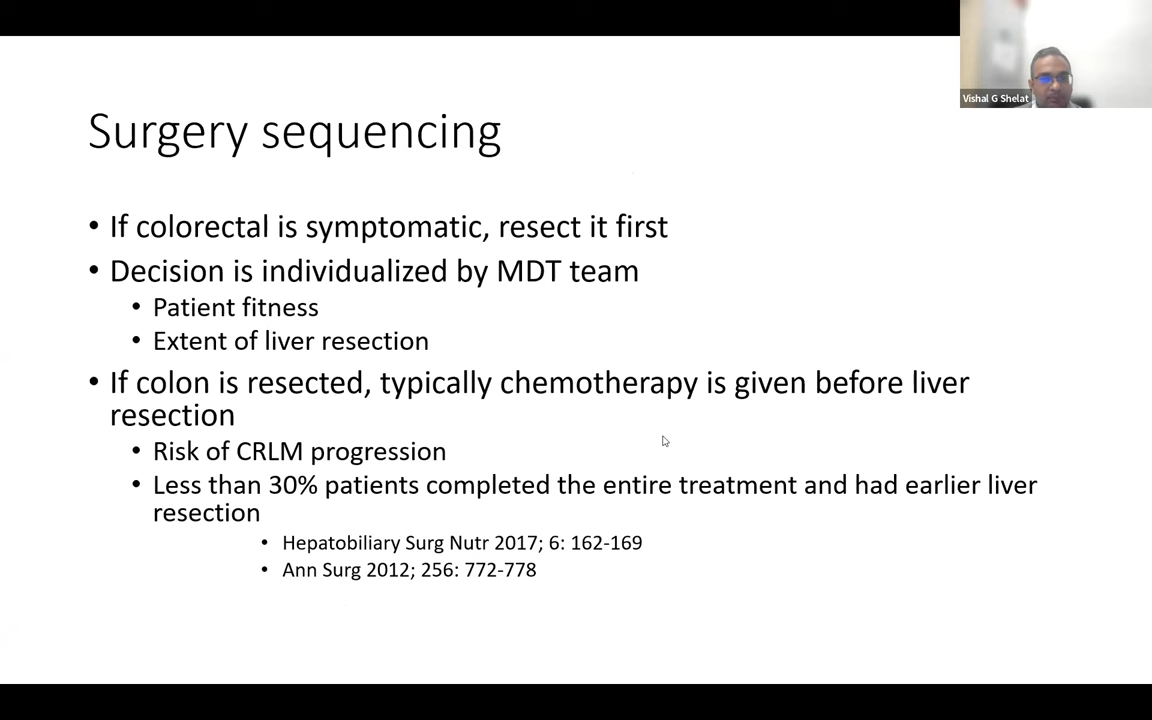 Vishal G Shelat
Surgery sequencing
• If colorectal is symptomatic, resect it first
• Decision is individualized by MDT team
• Patient fitness
• Extent of liver resection
• If colon is resected, typically chemotherapy is given before liver
resection
• Risk of CRLM progression
• Less than 30% patients completed the entire treatment and had earlier liver
resection
• Hepatobiliary Surg Nutr 2017; 6: 162-169
• Ann Surg 2012; 256: 772-778